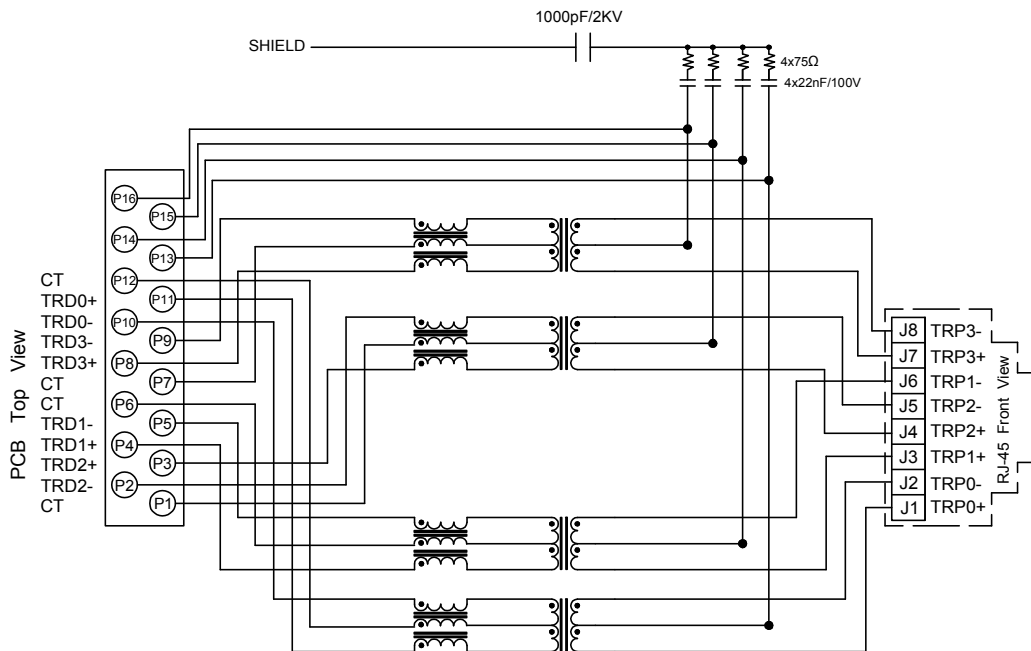 1000pF/2KV
SHIELD
4x75Ω
4x22nF/100V
P16
P15
P14
P13
CT
P12
TRD0+
P11
TRD0-
P10
TRD3-
P9
TRD3+
P8
CT
P7
CT
P6
TRD1-
P5
TRD1+
P4
TRD2+
P3
TRD2-
P2
CT
P1
PCB Top View
J8 TRP3-
J7 TRP3+
J6 TRP1-
J5 TRP2-
J4 TRP2+
J3 TRP1+
J2 TRP0-
J1 TRP0+
RJ-45 Front View